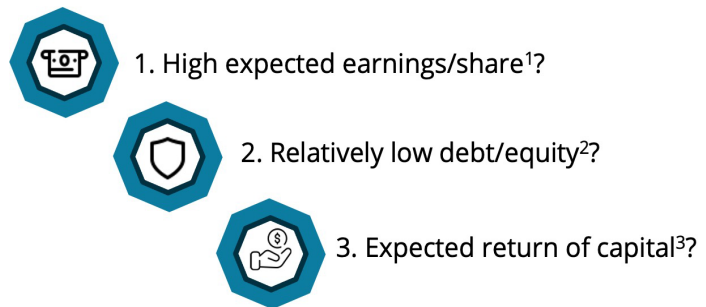 1. High expected earnings/share¹?
2. Relatively low debt/equity²?
$
3. Expected return of capital³?